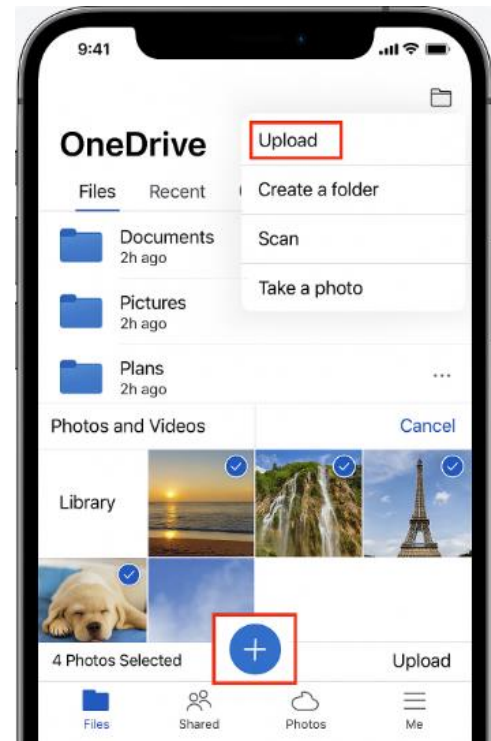 9:41
OneDrive
Upload
Create a folder
Scan
Take a photo
Files Recent
Documents
2h ago
Pictures
2h ago
Plans
2h ago
Photos and Videos Cancel
Library
4 Photos Selected Upload
Files Shared Photos Me